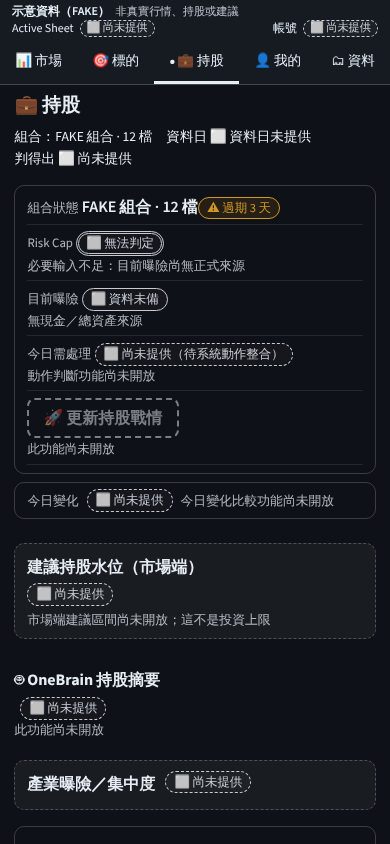 示意資料（FAKE） 非真實行情、持股或建議
Active Sheet ⬜ 尚未提供 帳號 ⬜ 尚未提供
📊 市場 🎯 標的 💼 持股 👤 我的 🗂 資料
💼 持股
組合：FAKE 組合 · 12 檔 資料日 ⬜ 資料日未提供
判得出 ⬜ 尚未提供
組合狀態 FAKE 組合 · 12 檔 ⚠ 過期 3 天
Risk Cap ⬜ 無法判定
必要輸入不足：目前曝險尚無正式來源
目前曝險 ⬜ 資料未備
無現金／總資產來源
今日需處理 ⬜ 尚未提供（待系統動作整合）
動作判斷功能尚未開放
🚀 更新持股戰情
此功能尚未開放
今日變化 ⬜ 尚未提供 今日變化比較功能尚未開放
建議持股水位（市場端）
⬜ 尚未提供
市場端建議區間尚未開放；這不是投資上限
OneBrain 持股摘要
⬜ 尚未提供
此功能尚未開放
產業曝險／集中度 ⬜ 尚未提供